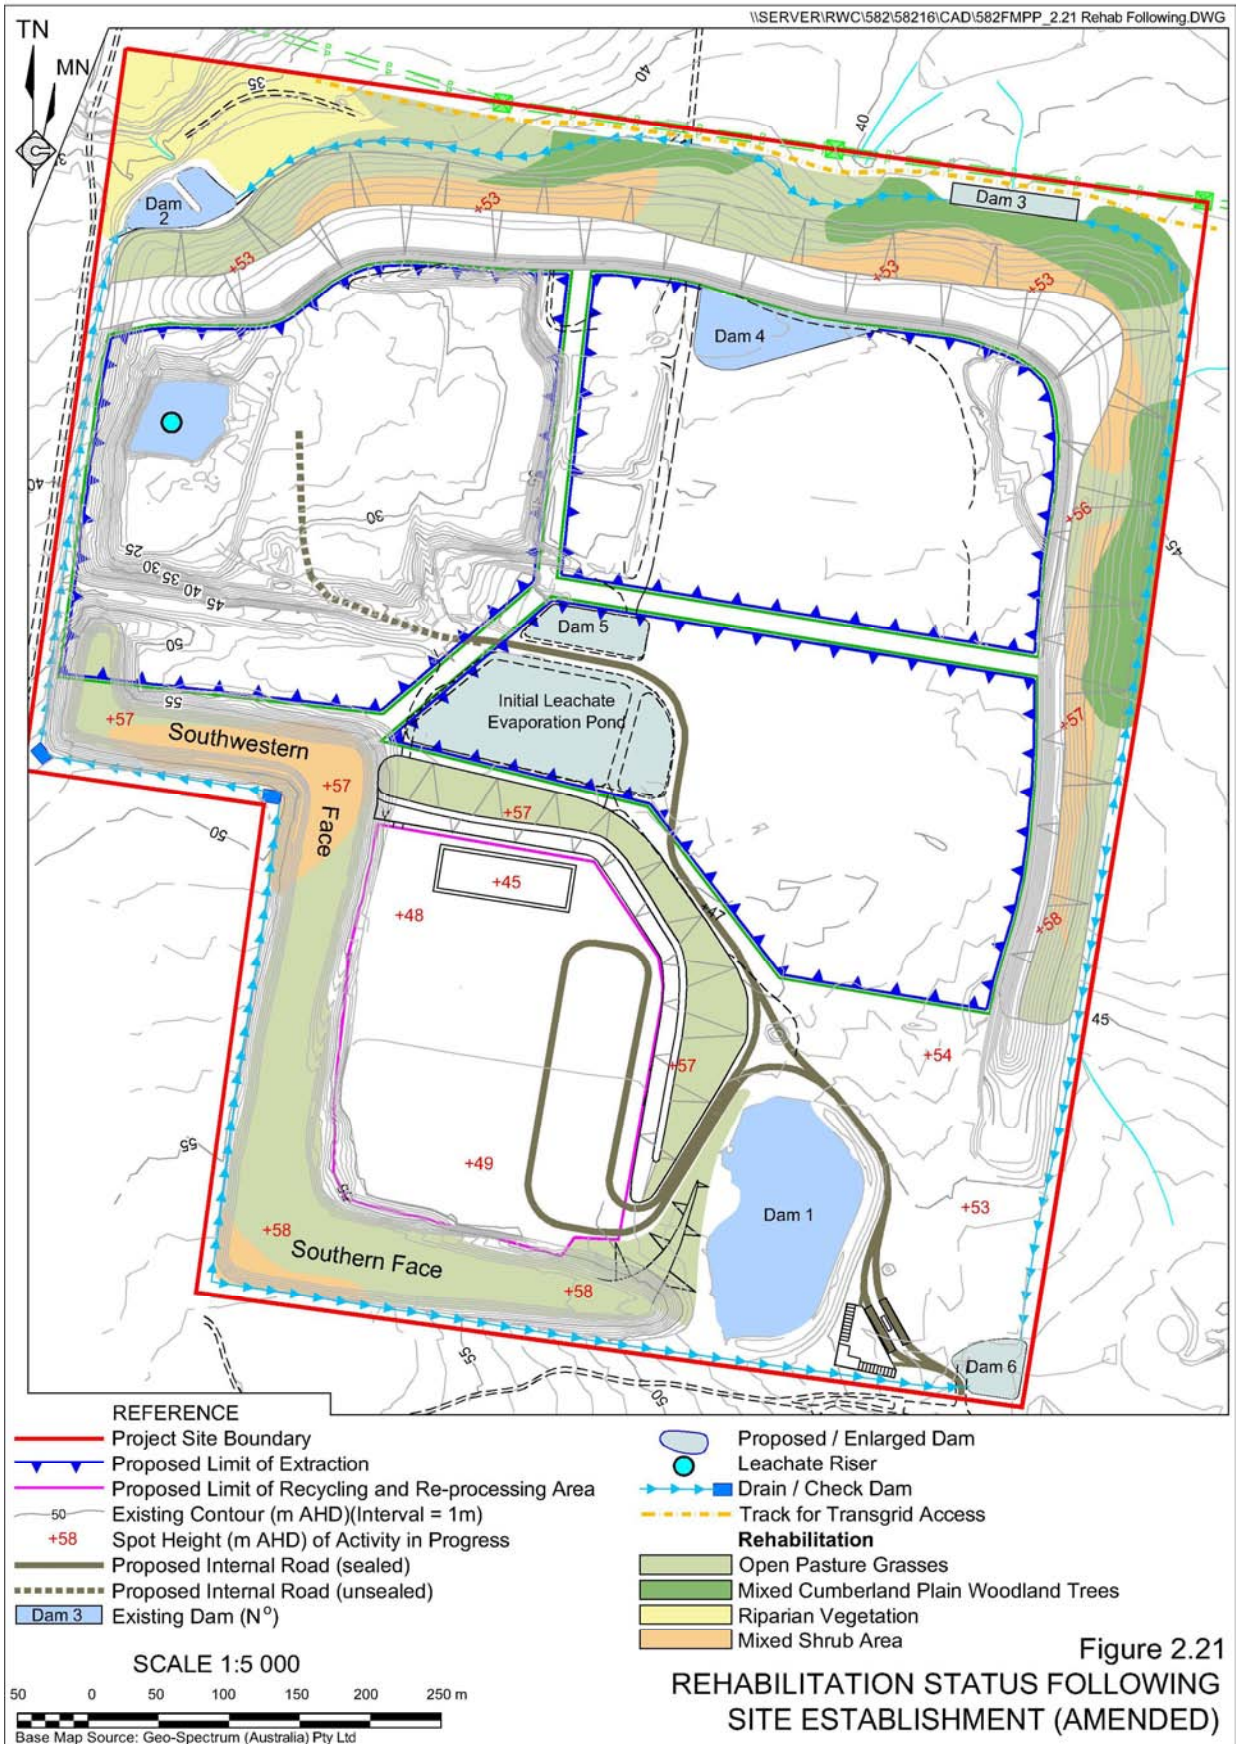 \\SERVER\RWC\582\58216\CAD\582FMPP_2.21 Rehab Following.DWG
TN
MN
35
40
40
Dam 2
Dam 3
+53
+53
+53
+53
Dam 4
40
30
+56
45
25
30
35
40
45
50
55
Dam 5
Initial Leachate
Evaporation Pond
+57
Southwestern
+57
Face
+57
+57
50
+45
+48
47
+58
+54
45
+57
55
+49
55
+53
Dam 1
+58
Southern Face
+58
55
50
Dam 6
REFERENCE
Project Site Boundary
Proposed Limit of Extraction
Proposed Limit of Recycling and Re-processing Area
50 Existing Contour (m AHD)(Interval = 1m)
+58 Spot Height (m AHD) of Activity in Progress
Proposed Internal Road (sealed)
Proposed Internal Road (unsealed)
Dam 3 Existing Dam (N°)
Proposed / Enlarged Dam
Leachate Riser
Drain / Check Dam
Track for Transgrid Access
Rehabilitation
Open Pasture Grasses
Mixed Cumberland Plain Woodland Trees
Riparian Vegetation
Mixed Shrub Area
SCALE 1:5 000
50 0 50 100 150 200 250 m
Base Map Source: Geo-Spectrum (Australia) Pty Ltd
Figure 2.21
REHABILITATION STATUS FOLLOWING
SITE ESTABLISHMENT (AMENDED)